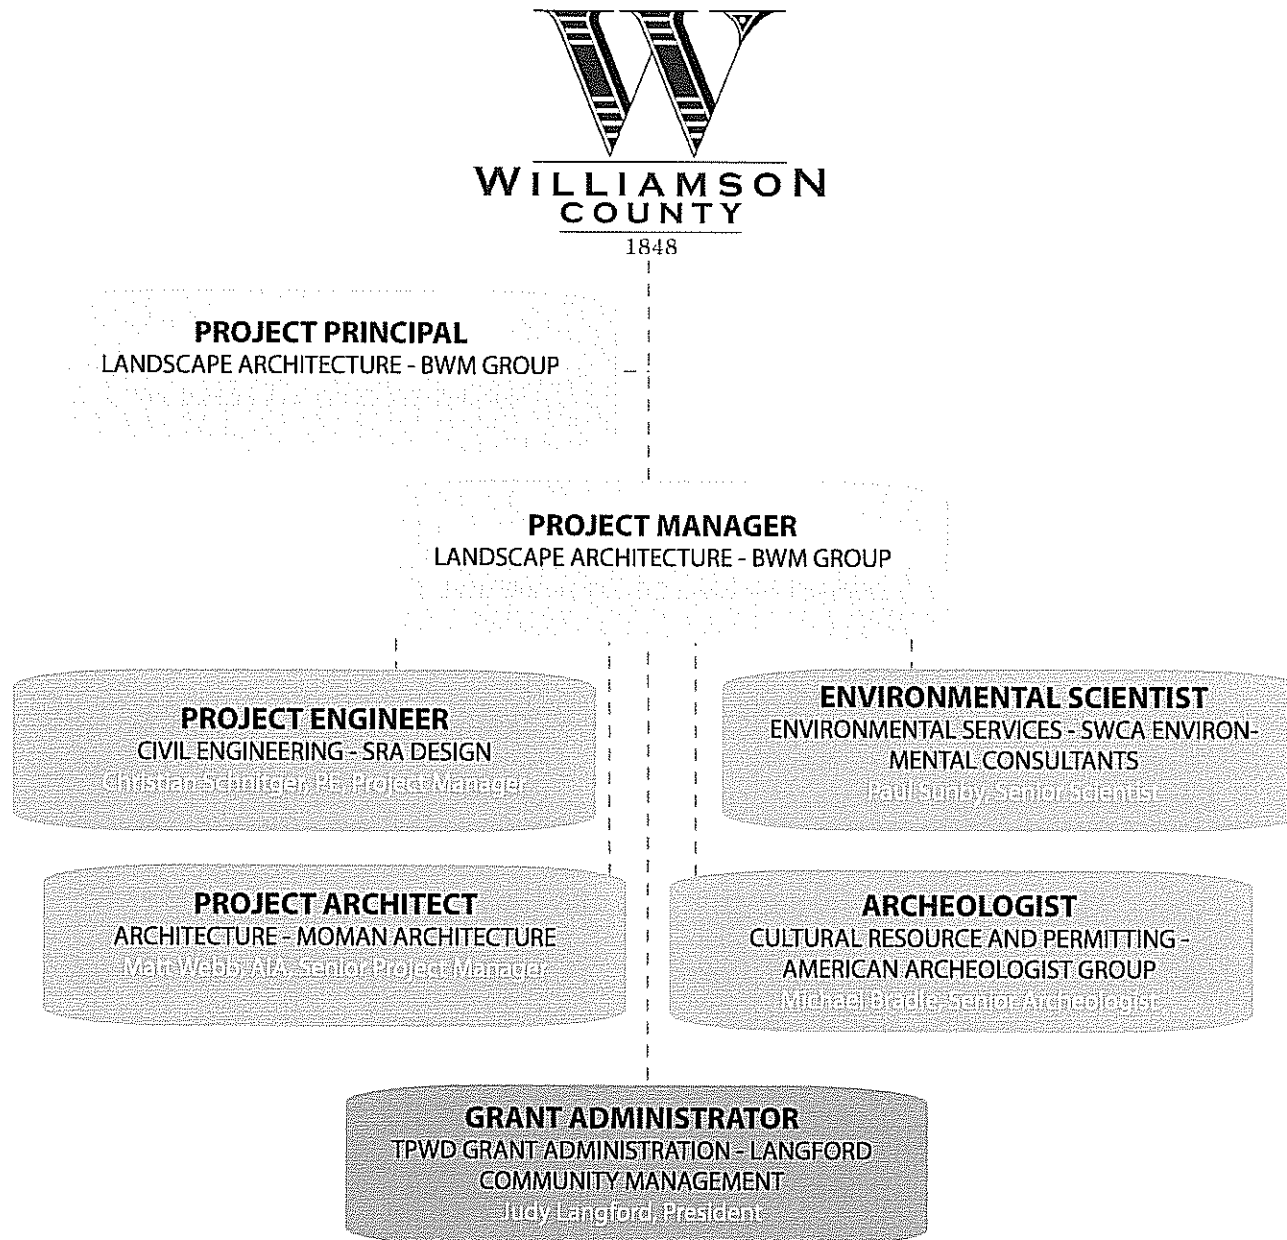 WILLIAMSON
COUNTY
1848
PROJECT PRINCIPAL
LANDSCAPE ARCHITECTURE - BWM GROUP
PROJECT MANAGER
LANDSCAPE ARCHITECTURE - BWM GROUP
PROJECT ENGINEER
CIVIL ENGINEERING - SRA DESIGN
Christian Schnitger, PE, Project Manager
ENVIRONMENTAL SCIENTIST
ENVIRONMENTAL SERVICES - SWCA ENVIRON-
MENTAL CONSULTANTS
Paul Sunby, Senior Scientist
PROJECT ARCHITECT
ARCHITECTURE - MOMAN ARCHITECTURE
Matt Webb, AIA, Senior Project Manager
ARCHEOLOGIST
CULTURAL RESOURCE AND PERMITTING -
AMERICAN ARCHEOLOGIST GROUP
Michael Bradle, Senior Archeologist
GRANT ADMINISTRATOR
TPWD GRANT ADMINISTRATION - LANGFORD
COMMUNITY MANAGEMENT
Judy Langford, President